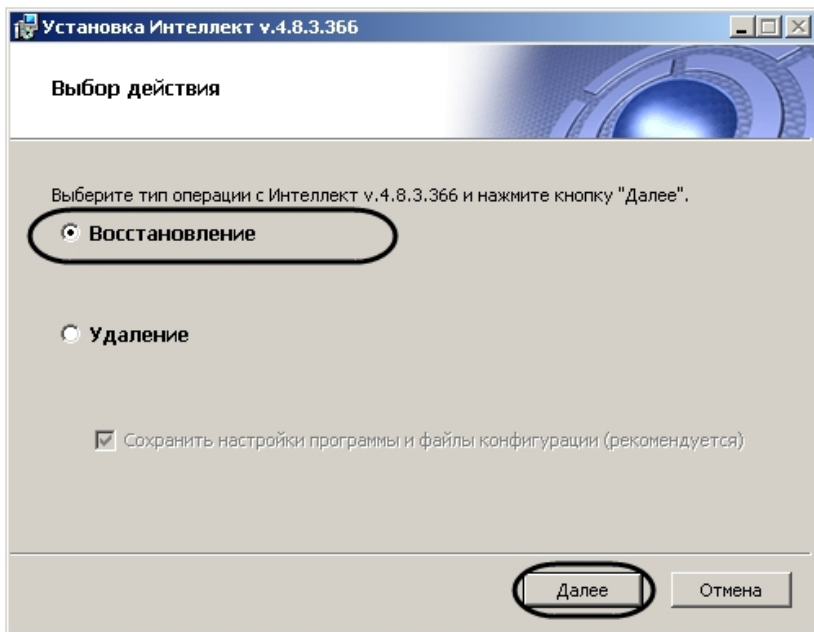 Установка Интеллект v.4.8.3.366
Выбор действия
Выберите тип операции с Интеллект v.4.8.3.366 и нажмите кнопку "Далее".
Восстановление
Удаление
Сохранить настройки программы и файлы конфигурации (рекомендуется)
Далее Отмена